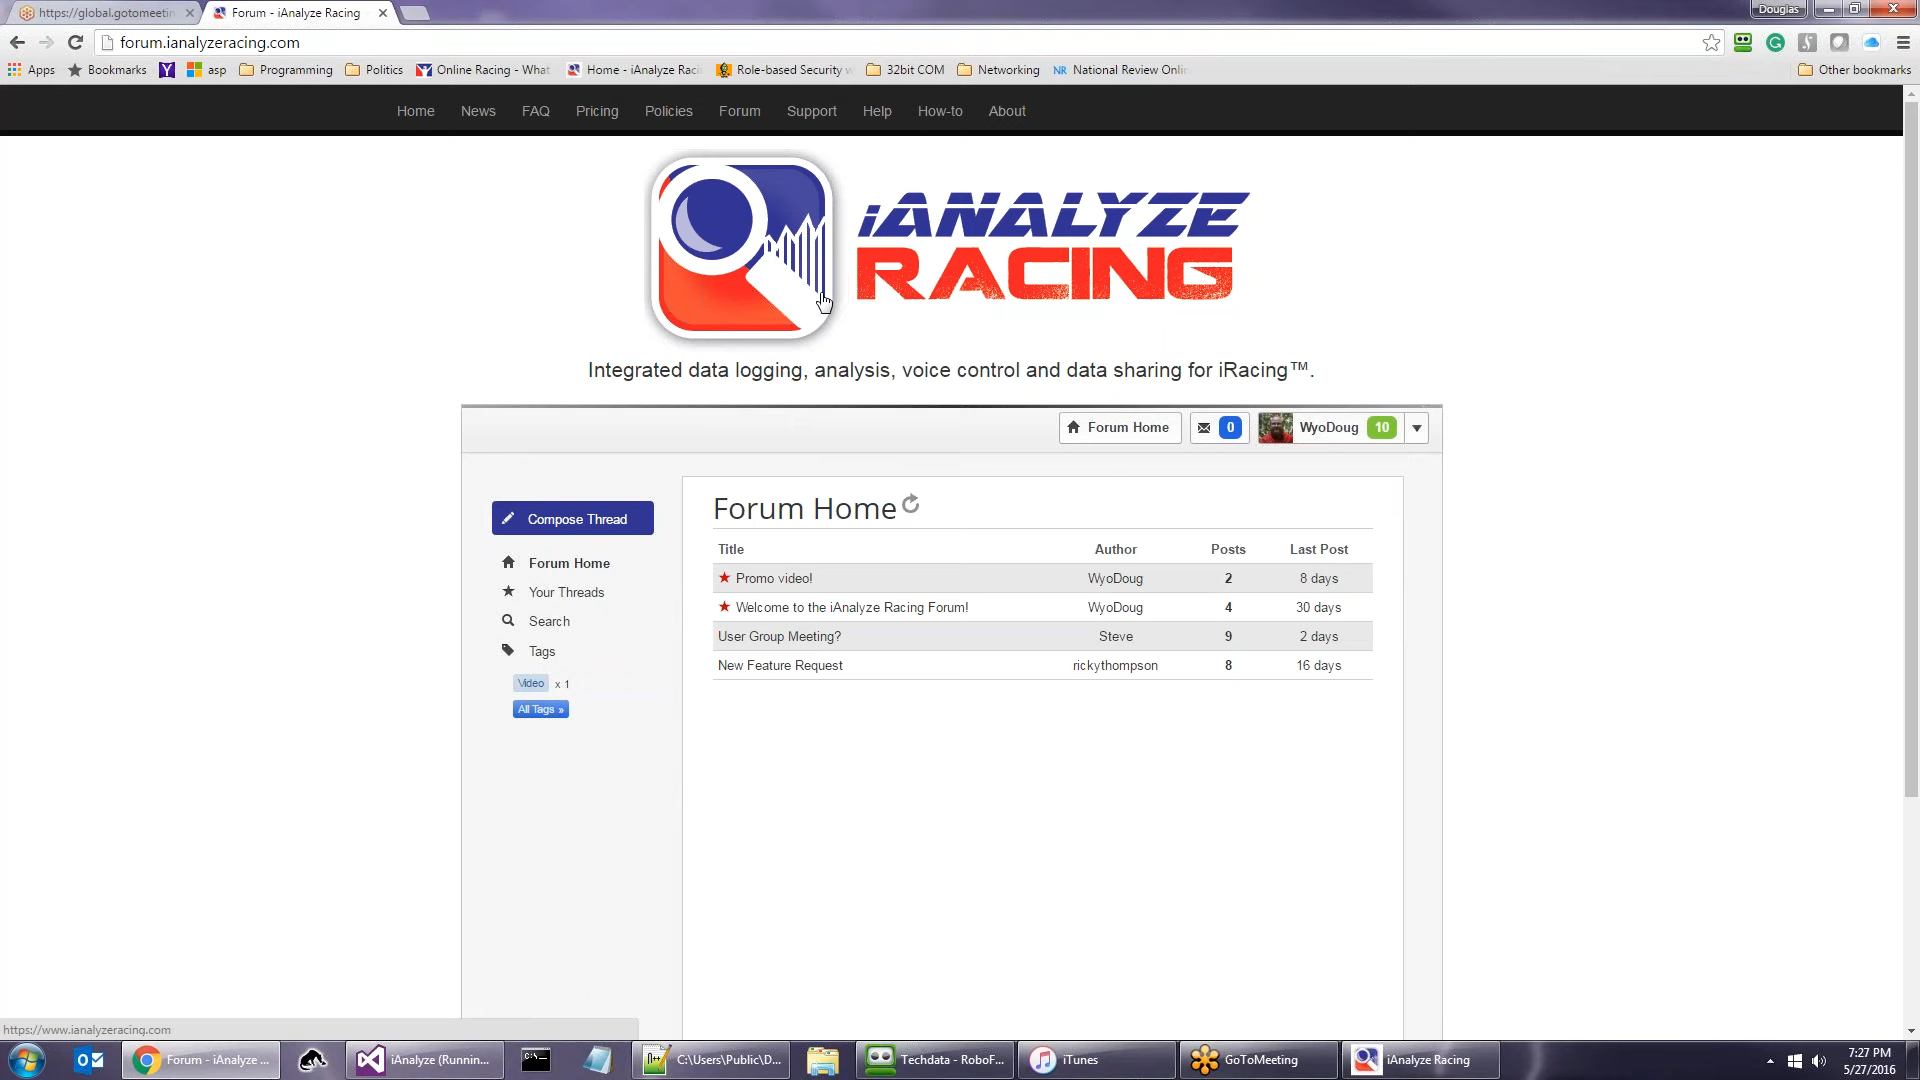 https://global.gotomeetin
Forum - iAnalyze Racing
Douglas
forum.ianalyzeracing.com
Apps
Bookmarks
asp
Programming
Politics
Online Racing - What
Home - iAnalyze Raci
Role-based Security w
32bit COM
Networking
NR National Review Onlin
Other bookmarks
Home
News
FAQ
Pricing
Policies
Forum
Support
Help
How-to
About
iANALYZE
RACING
Integrated data logging, analysis, voice control and data sharing for iRacing™.
Forum Home
0
WyoDoug 10
Compose Thread
Forum Home
Your Threads
Search
Tags
Video x 1
All Tags »
Forum Home
Title Author Posts Last Post
Promo video! WyoDoug 2 8 days
Welcome to the iAnalyze Racing Forum! WyoDoug 4 30 days
User Group Meeting? Steve 9 2 days
New Feature Request rickythompson 8 16 days
https://www.ianalyzeracing.com
Forum - iAnalyze ...
iAnalyze (Runnin...
C:\Users\Public\D...
Techdata - RoboF...
iTunes
GoToMeeting
iAnalyze Racing
7:27 PM
5/27/2016